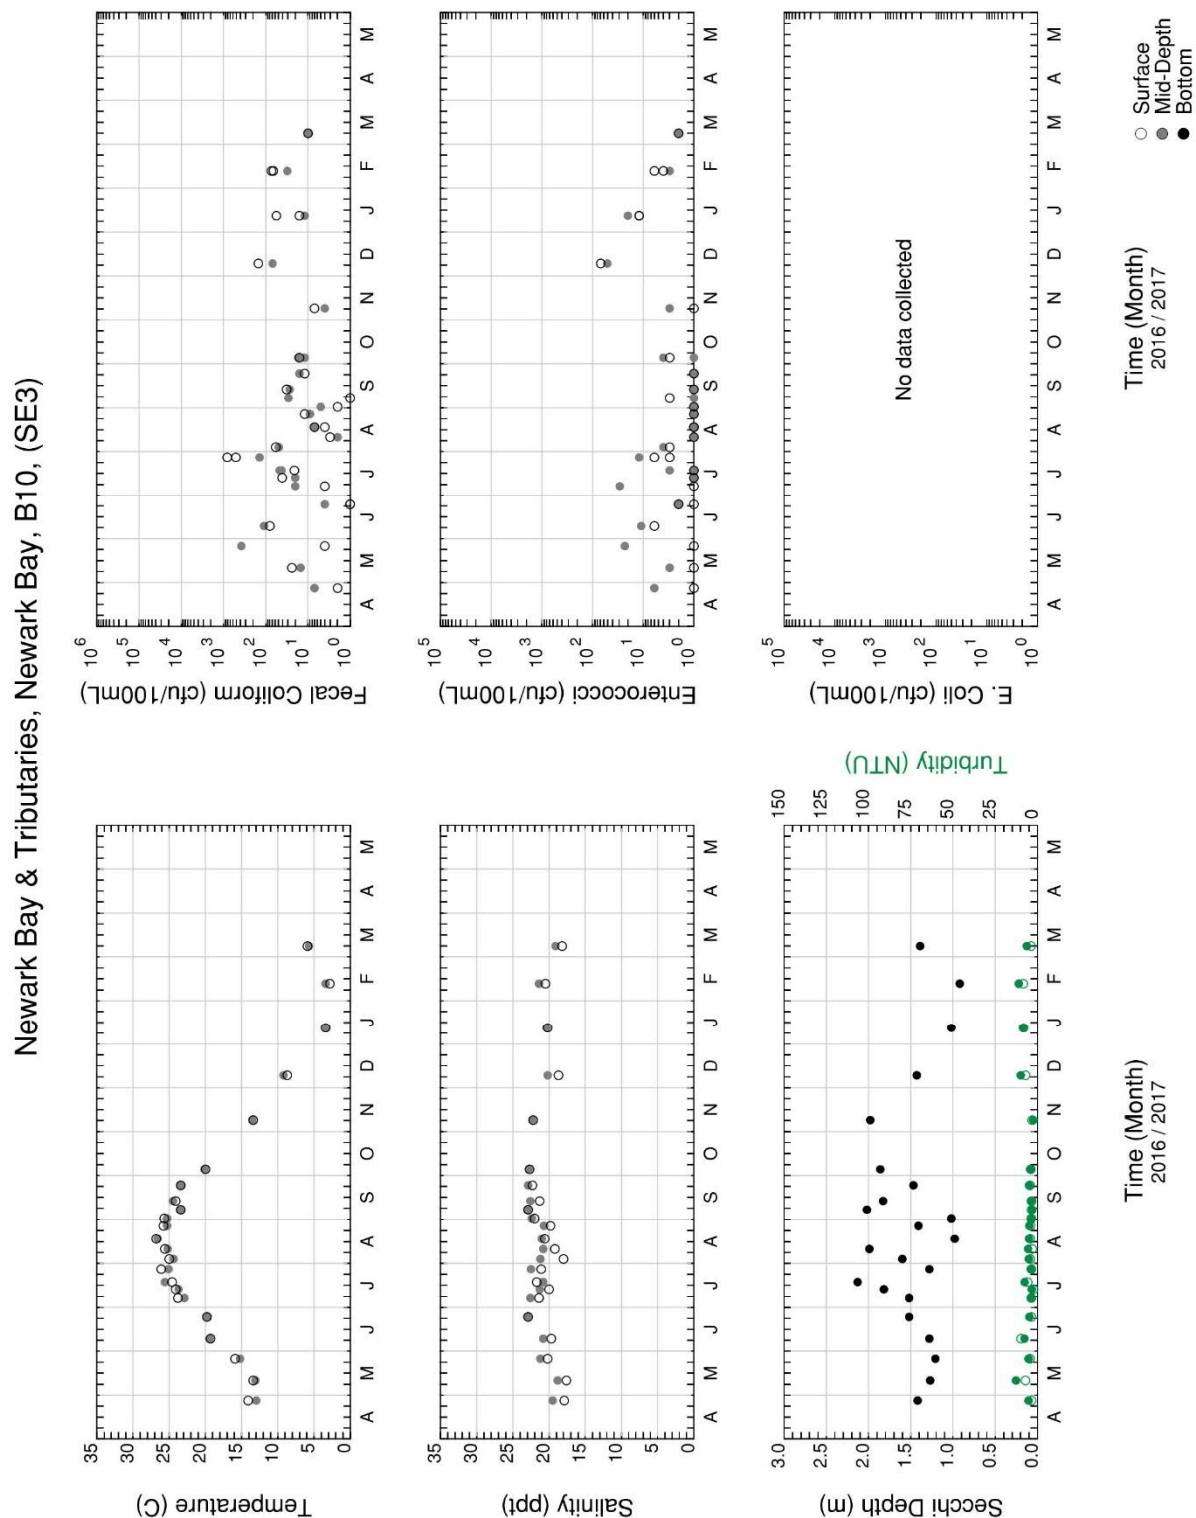 Newark Bay & Tributaries, Newark Bay, B10, (SE3)
Temperature (C)
35
30
25
20
15
10
5
0
A M J J A S O N D J F M A M
Salinity (ppt)
35
30
25
20
15
10
5
0
A M J J A S O N D J F M A M
Secchi Depth (m)
3.0
2.5
2.0
1.5
1.0
0.5
0.0
Turbidity (NTU)
150
125
100
75
50
25
0
A M J J A S O N D J F M A M
Time (Month)
2016 / 2017
Fecal Coliform (cfu/100mL)
10 6
10 5
10 4
10 3
10 2
10 1
10 0
A M J J A S O N D J F M A M
Enterococci (cfu/100mL)
10 5
10 4
10 3
10 2
10 1
10 0
A M J J A S O N D J F M A M
E. Coli (cfu/100mL)
10 5
10 4
10 3
10 2
10 1
10 0
No data collected
A M J J A S O N D J F M A M
Time (Month)
2016 / 2017
Surface
Mid-Depth
Bottom